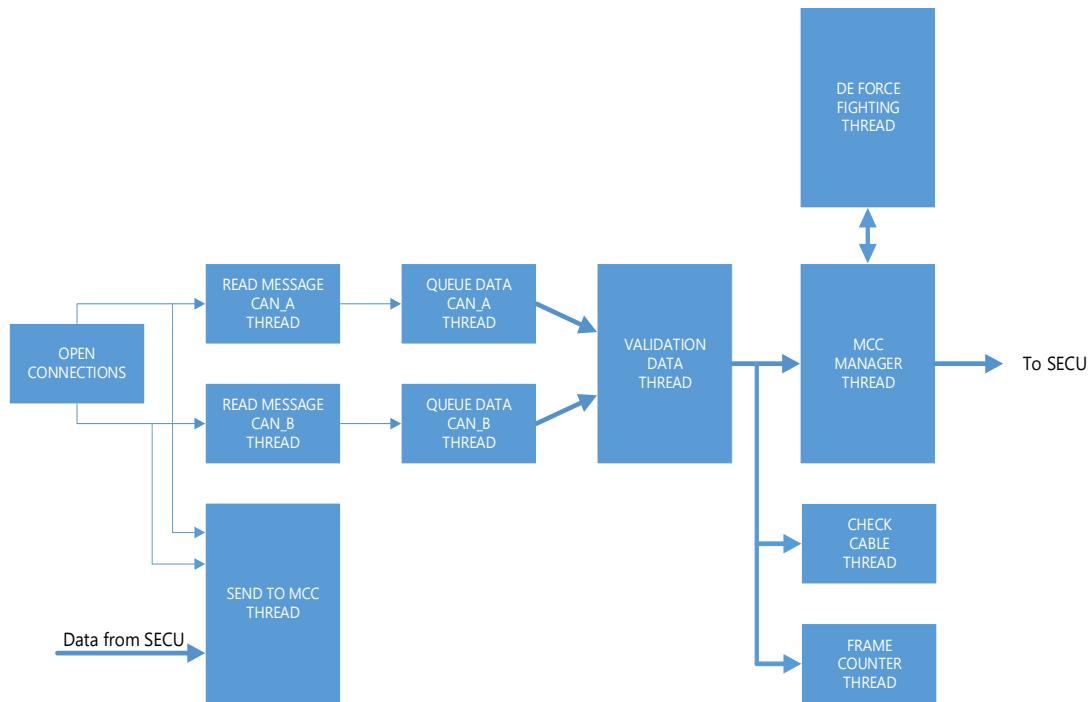 DE FORCE
FIGHTING
THREAD
READ MESSAGE
CAN_A
THREAD
QUEUE DATA
CAN_A
THREAD
OPEN
CONNECTIONS
VALIDATION
DATA
THREAD
MCC
MANAGER
THREAD
To SECU
READ MESSAGE
CAN_B
THREAD
QUEUE DATA
CAN_B
THREAD
CHECK
CABLE
THREAD
SEND TO MCC
THREAD
Data from SECU
FRAME
COUNTER
THREAD